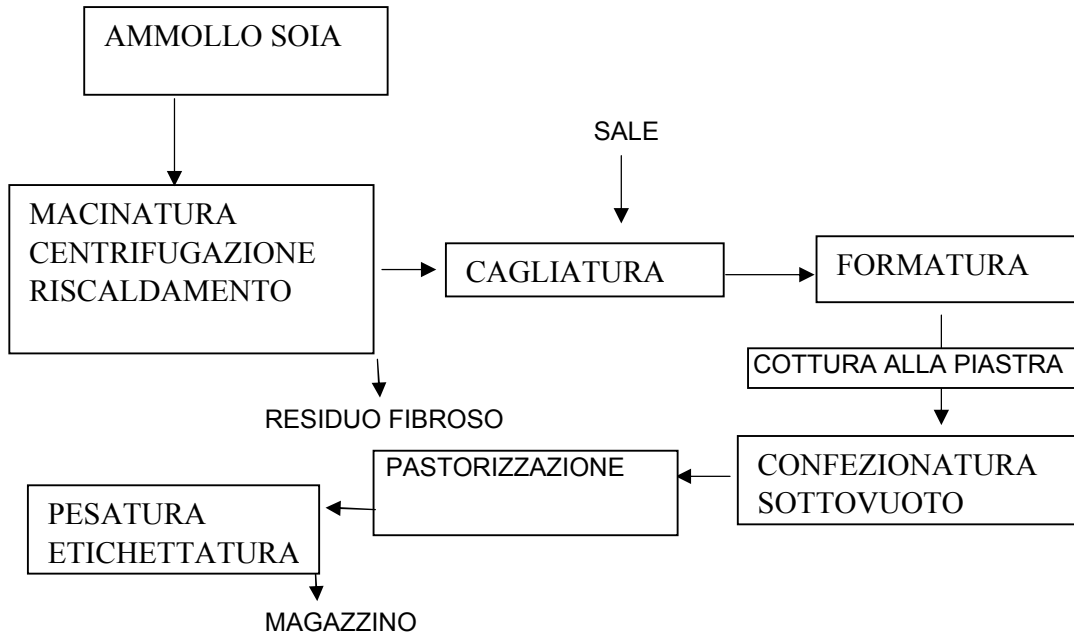 AMMOLLO SOIA
SALE
MACINATURA
CENTRIFUGAZIONE
RISCALDAMENTO
CAGLIATURA
FORMATURA
COTTURA ALLA PIASTRA
RESIDUO FIBROSO
CONFEZIONATURA
SOTTOVUOTO
PASTORIZZAZIONE
PESATURA
ETICHETTATURA
MAGAZZINO